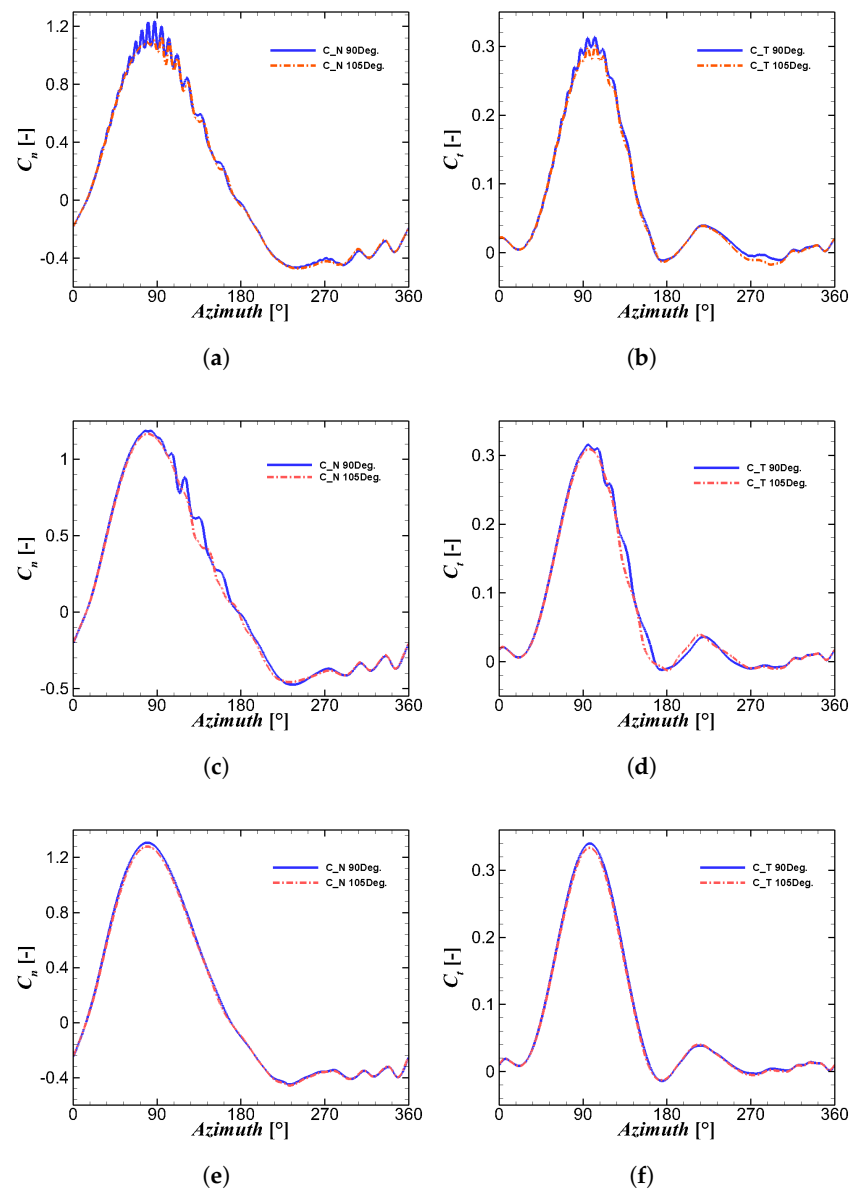 1.2
0.8
0.4
0
-0.4
C_N 90Deg.
C_N 105Deg.
C_n [-]
0 90 180 270 360
Azimuth [°]
(a)
0.3
0.2
0.1
0
C_T 90Deg.
C_T 105Deg.
C_t [-]
0 90 180 270 360
Azimuth [°]
(b)
1
0.5
0
-0.5
C_N 90Deg.
C_N 105Deg.
C_n [-]
0 90 180 270 360
Azimuth [°]
(c)
0.3
0.2
0.1
0
C_T 90Deg.
C_T 105Deg.
C_t [-]
0 90 180 270 360
Azimuth [°]
(d)
1.2
0.8
0.4
0
-0.4
C_N 90Deg.
C_N 105Deg.
C_n [-]
0 90 180 270 360
Azimuth [°]
(e)
0.3
0.2
0.1
0
C_T 90Deg.
C_T 105Deg.
C_t [-]
0 90 180 270 360
Azimuth [°]
(f)